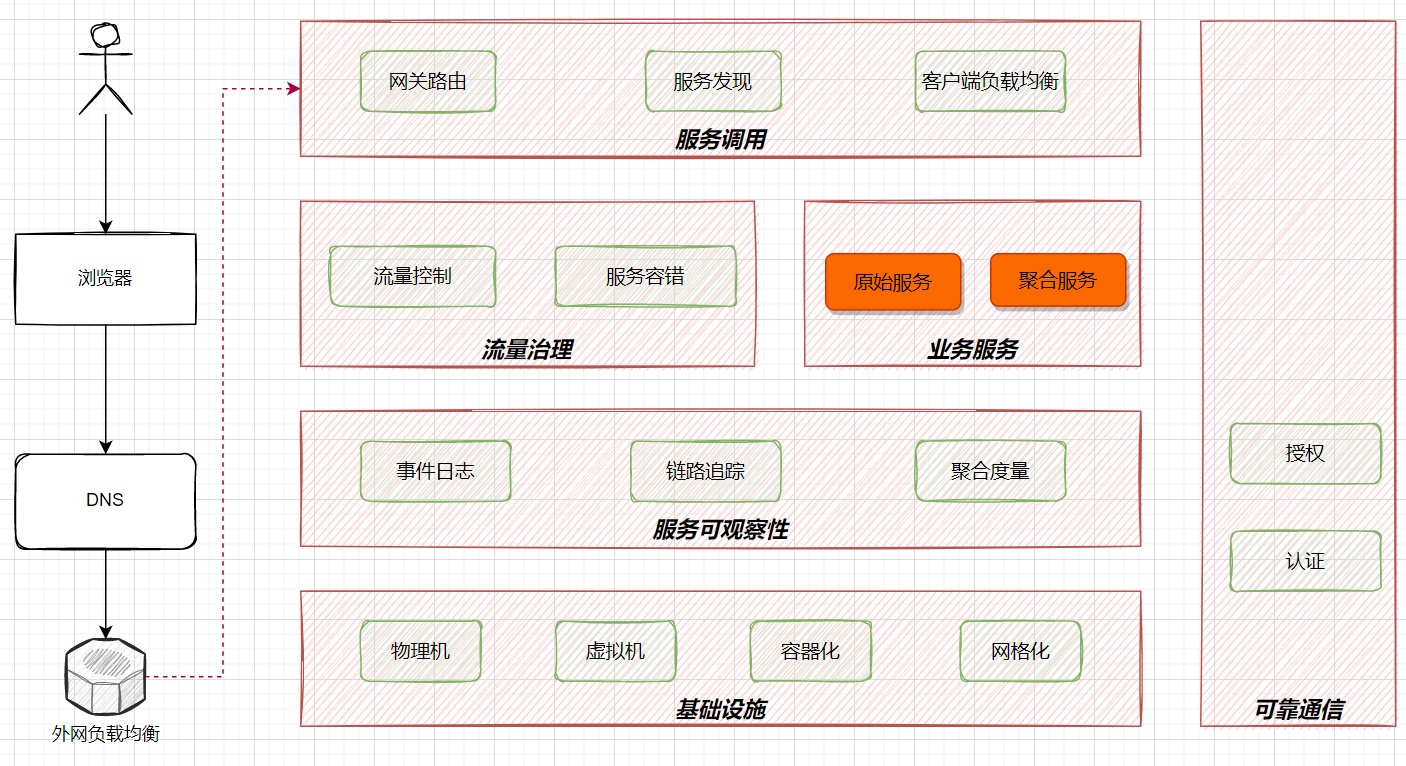 浏览器
DNS
外网负载均衡
网关路由
服务发现
客户端负载均衡
服务调用
流量控制
服务容错
流量治理
原始服务
聚合服务
业务服务
事件日志
链路追踪
聚合度量
服务可观察性
物理机
虚拟机
容器化
网格化
基础设施
授权
认证
可靠通信